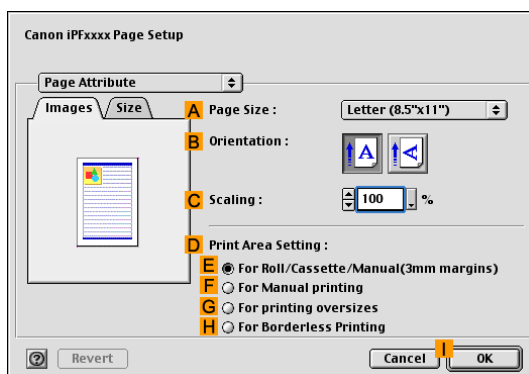 Canon iPFxxxx Page Setup
Page Attribute
Images Size
A Page Size : Letter (8.5"x11")
B Orientation : A A
C Scaling : 100 %
D Print Area Setting :
E For Roll/Cassette/Manual(3mm margins)
F For Manual printing
G For printing oversizes
H For Borderless Printing
? Revert Cancel I OK